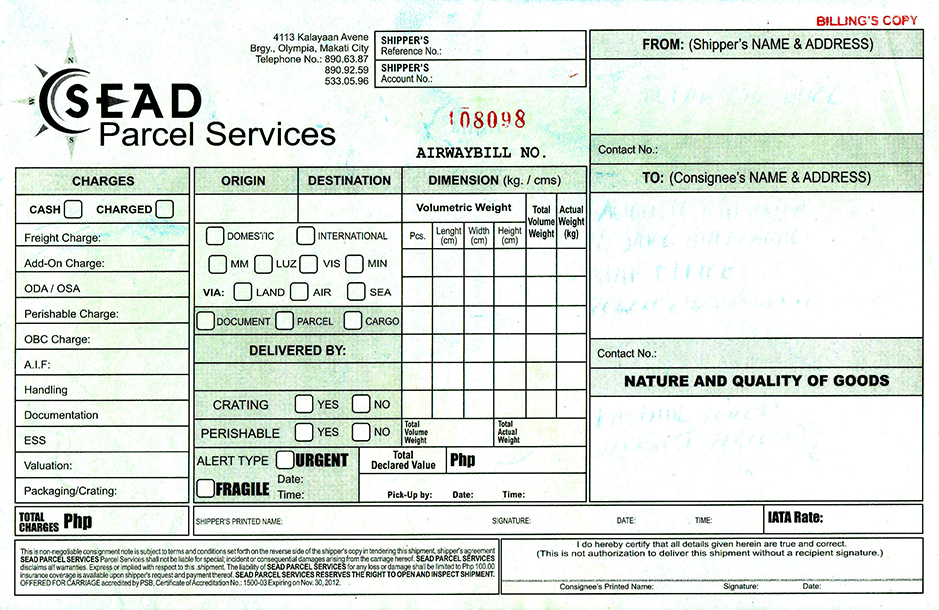 BILLING'S COPY
4113 Kalayaan Avene
Brgy., Olympia, Makati City
Telephone No.: 890.63.87
890.92.59
533.05.96
SHIPPER'S
Reference No.:
SHIPPER'S
Account No.:
N
W
S
SEAD
Parcel Services
108098
AIRWAYBILL NO.
FROM: (Shipper's NAME & ADDRESS)
Contact No.:
TO: (Consignee's NAME & ADDRESS)
Contact No.:
NATURE AND QUALITY OF GOODS
CHARGES
CASH CHARGED
Freight Charge:
Add-On Charge:
ODA / OSA
Perishable Charge:
OBC Charge:
A.I.F:
Handling
Documentation
ESS
Valuation:
Packaging/Crating:
TOTAL
CHARGES Php
ORIGIN DESTINATION
DOMESTIC INTERNATIONAL
MM LUZ VIS MIN
VIA: LAND AIR SEA
DOCUMENT PARCEL CARGO
DELIVERED BY:
CRATING YES NO
PERISHABLE YES NO
ALERT TYPE URGENT
FRAGILE Date:
Time:
DIMENSION (kg. / cms)
Volumetric Weight
Total Volume Weight
Actual Weight (kg)
Pcs. Lenght (cm) Width (cm) Height (cm)
Total Volume Weight
Total Actual Weight
Total Declared Value Php
Pick-Up by: Date: Time:
SHIPPER'S PRINTED NAME: SIGNATURE: DATE: TIME:
IATA Rate:
This is non-negotiable consignment note is subject to terms and conditions set forth on the reverse side of the shipper's copy in tendering this shipment, shipper's agreement
SEAD PARCEL SERVICES Parcel Services shall not be liable for special; incident or consequential damages arising from the carriage hereof. SEAD PARCEL SERVICES
disclaims all warranties. Express or implied with respect to this .shipment. The liability of SEAD PARCEL SERVICES for any loss or damage shall be limited to Php 100.00
insurance coverage is available upon shipper's request and payment thereof. SEAD PARCEL SERVICES RESERVES THE RIGHT TO OPEN AND INSPECT SHIPMENT.
OFFERED FOR CARRIAGE accredited by PSB, Certificate of Accreditation No.: 1500-03 Expiring on Nov. 30, 2012.
I do hereby certify that all details given herein are true and correct.
(This is not authorization to deliver this shipment without a recipient signature.)
Consignee's Printed Name: Signature: Date: